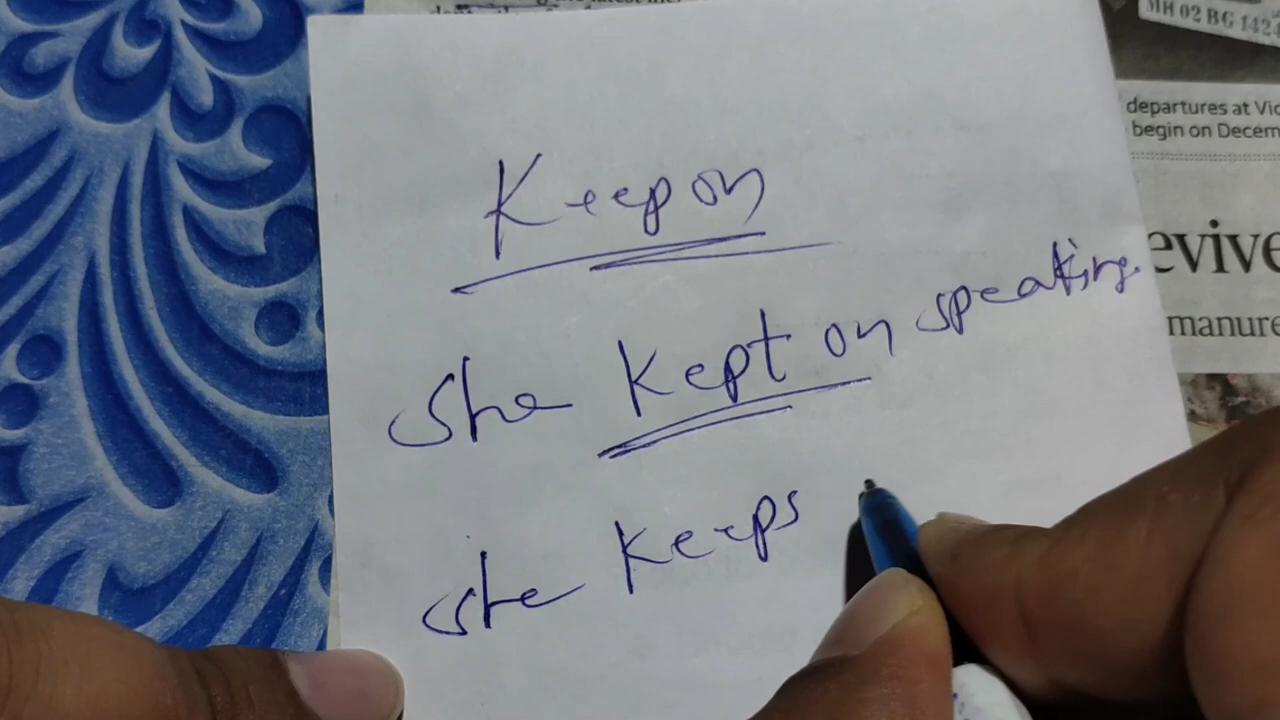 MH 02 BG 142
departures at Vic
begin on Decem
evive
manure
Keep on
She Kept on speaking
she Keeps